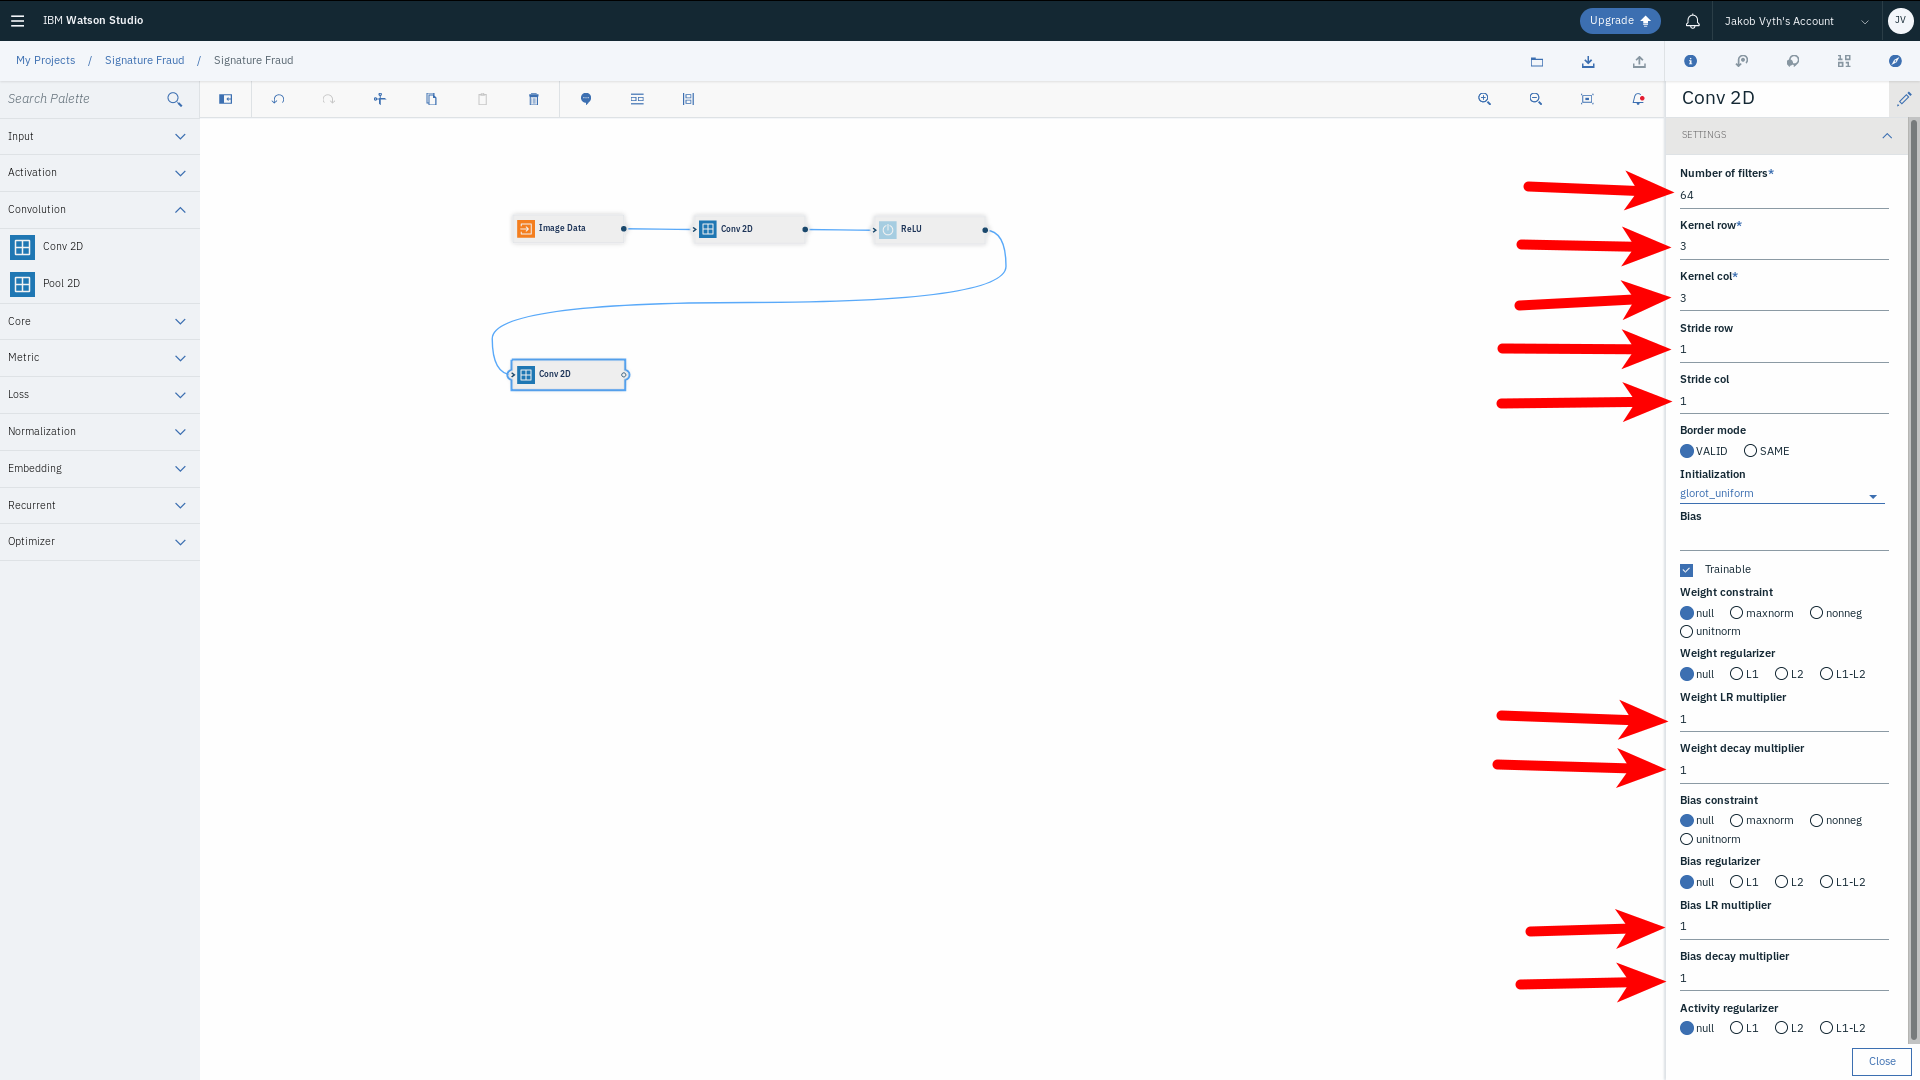 IBM Watson Studio
Upgrade
Jakob Vyth's Account
JV
My Projects / Signature Fraud / Signature Fraud
Search Palette
Input
Activation
Convolution
Conv 2D
Pool 2D
Core
Metric
Loss
Normalization
Embedding
Recurrent
Optimizer
Image Data
Conv 2D
ReLU
Conv 2D
Conv 2D
SETTINGS
Number of filters*
64
Kernel row*
3
Kernel col*
3
Stride row
1
Stride col
1
Border mode
VALID SAME
Initialization
glorot_uniform
Bias
Trainable
Weight constraint
null maxnorm nonneg
unitnorm
Weight regularizer
null L1 L2 L1-L2
Weight LR multiplier
1
Weight decay multiplier
1
Bias constraint
null maxnorm nonneg
unitnorm
Bias regularizer
null L1 L2 L1-L2
Bias LR multiplier
1
Bias decay multiplier
1
Activity regularizer
null L1 L2 L1-L2
Close